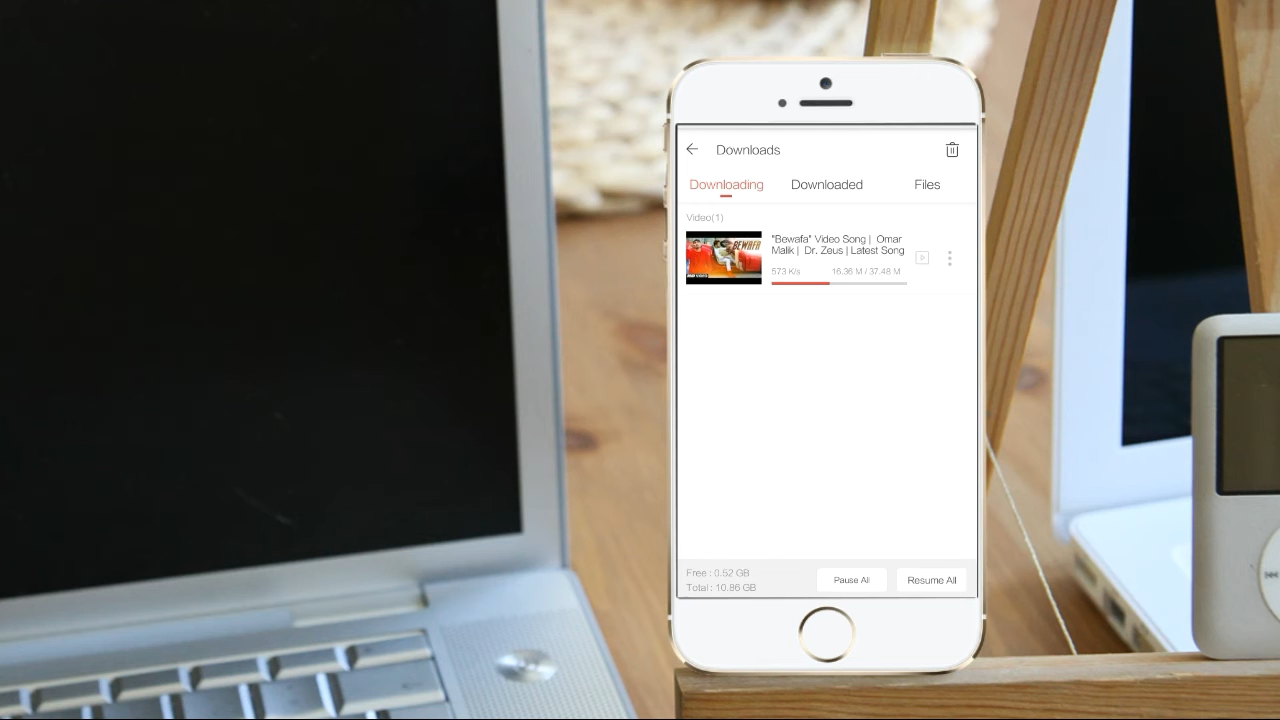 Downloads
Downloading Downloaded Files
Video(1)
BEWAFA
"Bewafa" Video Song | Omar
Malik | Dr. Zeus | Latest Song
573 K/s 16.36 M / 37.48 M
Free : 0.52 GB
Total : 10.86 GB
Pause All Resume All